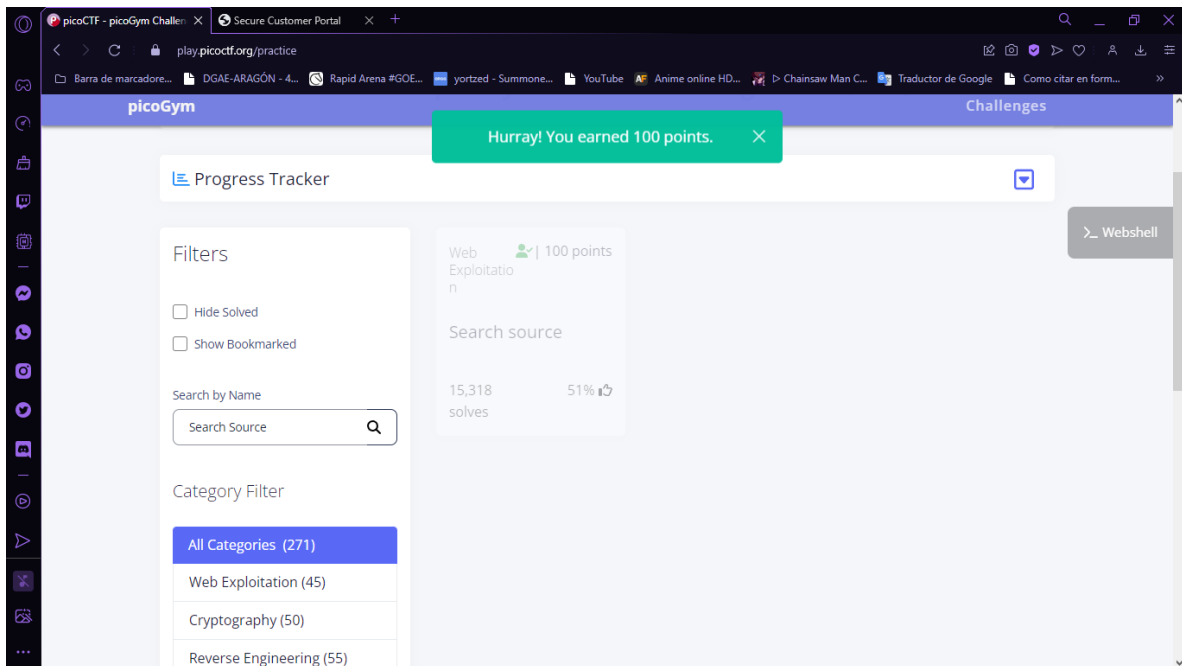 picoCTF - picoGym Challen
Secure Customer Portal
play.picoctf.org/practice
Barra de marcadore...
DGAE-ARAGÓN - 4...
Rapid Arena #GOE...
yortzed - Summone...
YouTube
AF Anime online HD...
▷ Chainsaw Man C...
Traductor de Google
Como citar en form...
»
picoGym
Challenges
Hurray! You earned 100 points.
Progress Tracker
>_ Webshell
Filters
Hide Solved
Show Bookmarked
Search by Name
Search Source
Category Filter
All Categories (271)
Web Exploitation (45)
Cryptography (50)
Reverse Engineering (55)
Web
Exploitatio
n
| 100 points
Search source
15,318
solves
51%